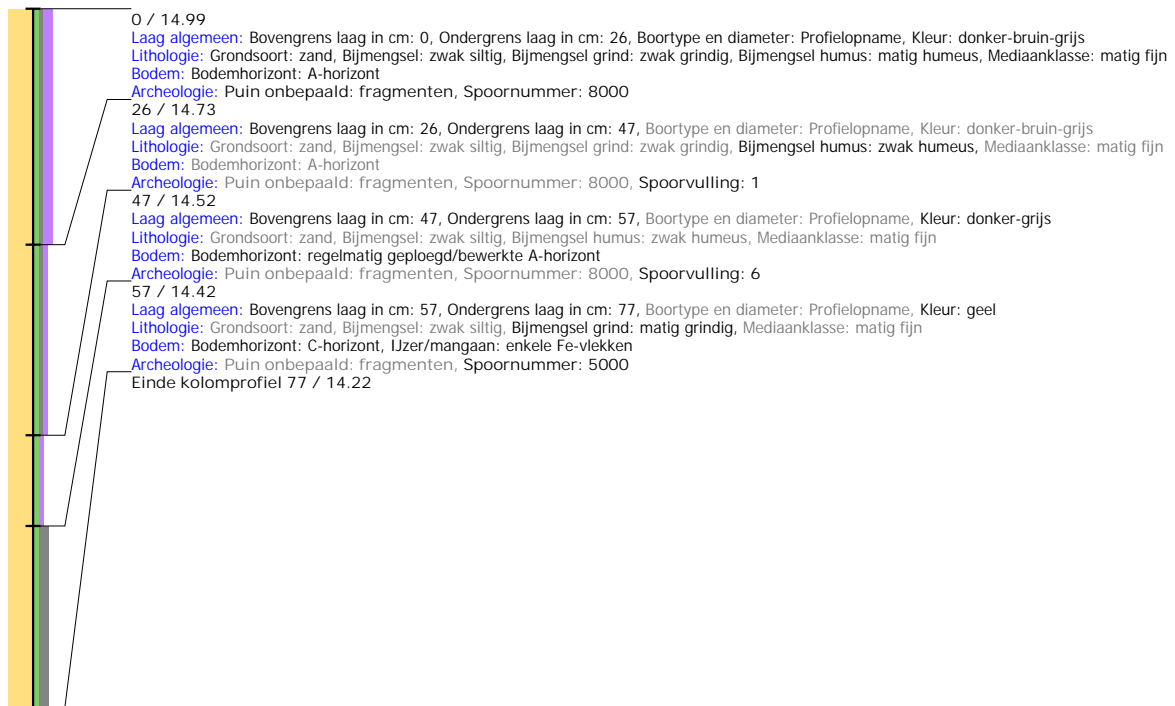 0 / 14.99
Laag algemeen: Bovengrens laag in cm: 0, Ondergrens laag in cm: 26, Boortype en diameter: Profielopname, Kleur: donker-bruin-grijs
Lithologie: Grondsoort: zand, Bijmengsel: zwak siltig, Bijmengsel grind: zwak grindig, Bijmengsel humus: matig humeus, Mediaanklasse: matig fijn
Bodem: Bodemhorizont: A-horizont
Archeologie: Puin onbepaald: fragmenten, Spoornummer: 8000
26 / 14.73
Laag algemeen: Bovengrens laag in cm: 26, Ondergrens laag in cm: 47, Boortype en diameter: Profielopname, Kleur: donker-bruin-grijs
Lithologie: Grondsoort: zand, Bijmengsel: zwak siltig, Bijmengsel grind: zwak grindig, Bijmengsel humus: zwak humeus, Mediaanklasse: matig fijn
Bodem: Bodemhorizont: A-horizont
Archeologie: Puin onbepaald: fragmenten, Spoornummer: 8000, Spoorvulling: 1
47 / 14.52
Laag algemeen: Bovengrens laag in cm: 47, Ondergrens laag in cm: 57, Boortype en diameter: Profielopname, Kleur: donker-grijs
Lithologie: Grondsoort: zand, Bijmengsel: zwak siltig, Bijmengsel humus: zwak humeus, Mediaanklasse: matig fijn
Bodem: Bodemhorizont: regelmatig geploegd/bewerkte A-horizont
Archeologie: Puin onbepaald: fragmenten, Spoornummer: 8000, Spoorvulling: 6
57 / 14.42
Laag algemeen: Bovengrens laag in cm: 57, Ondergrens laag in cm: 77, Boortype en diameter: Profielopname, Kleur: geel
Lithologie: Grondsoort: zand, Bijmengsel: zwak siltig, Bijmengsel grind: matig grindig, Mediaanklasse: matig fijn
Bodem: Bodemhorizont: C-horizont, IJzer/mangaan: enkele Fe-vlekken
Archeologie: Puin onbepaald: fragmenten, Spoornummer: 5000
Einde kolomprofiel 77 / 14.22